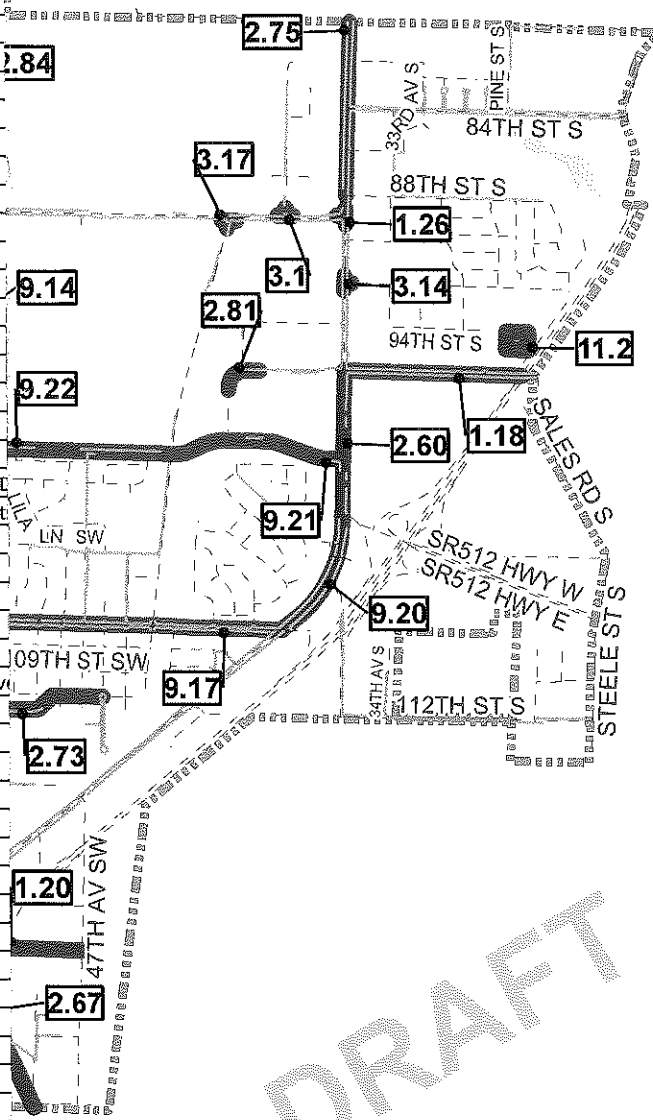 2.75
2.84
PINE ST S
33RD AV S
84TH ST S
3.17
88TH ST S
1.26
3.1
9.14
3.14
2.81
94TH ST S
11.2
9.22
1.18
2.60
SALES RD S
LILA
LN SW
9.21
SR512 HWY W
SR512 HWY E
9.20
STEELE ST S
09TH ST SW
9.17
34TH AV S
112TH ST S
2.73
47TH AV SW
1.20
2.67
DRAFT